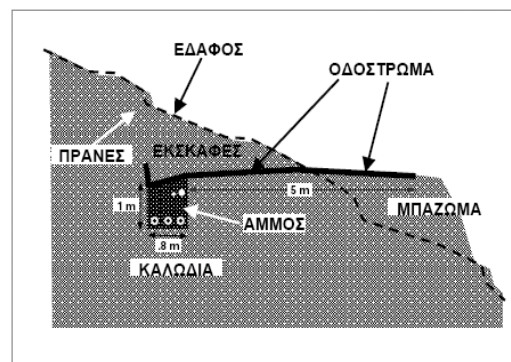 ΕΔΑΦΟΣ
ΟΔΟΣΤΡΩΜΑ
ΕΚΣΚΑΦΕΣ
ΠΡΑΝΕΣ
5 m
1 m
ΜΠΑΖΩΜΑ
ΑΜΜΟΣ
.8 m
ΚΑΛΩΔΙΑ